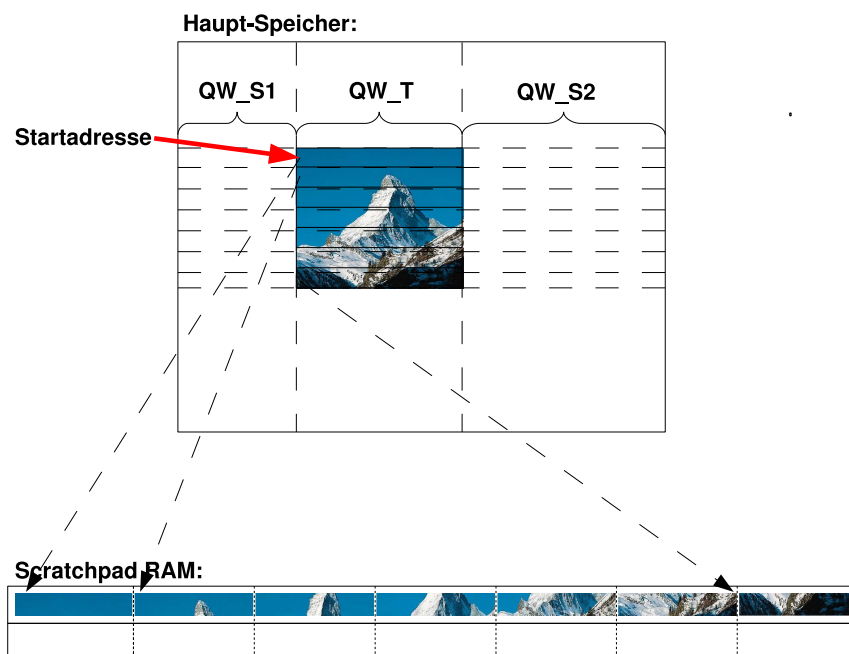 Haupt-Speicher:
QW_S1 QW_T QW_S2
Startadresse
Scratchpad RAM: